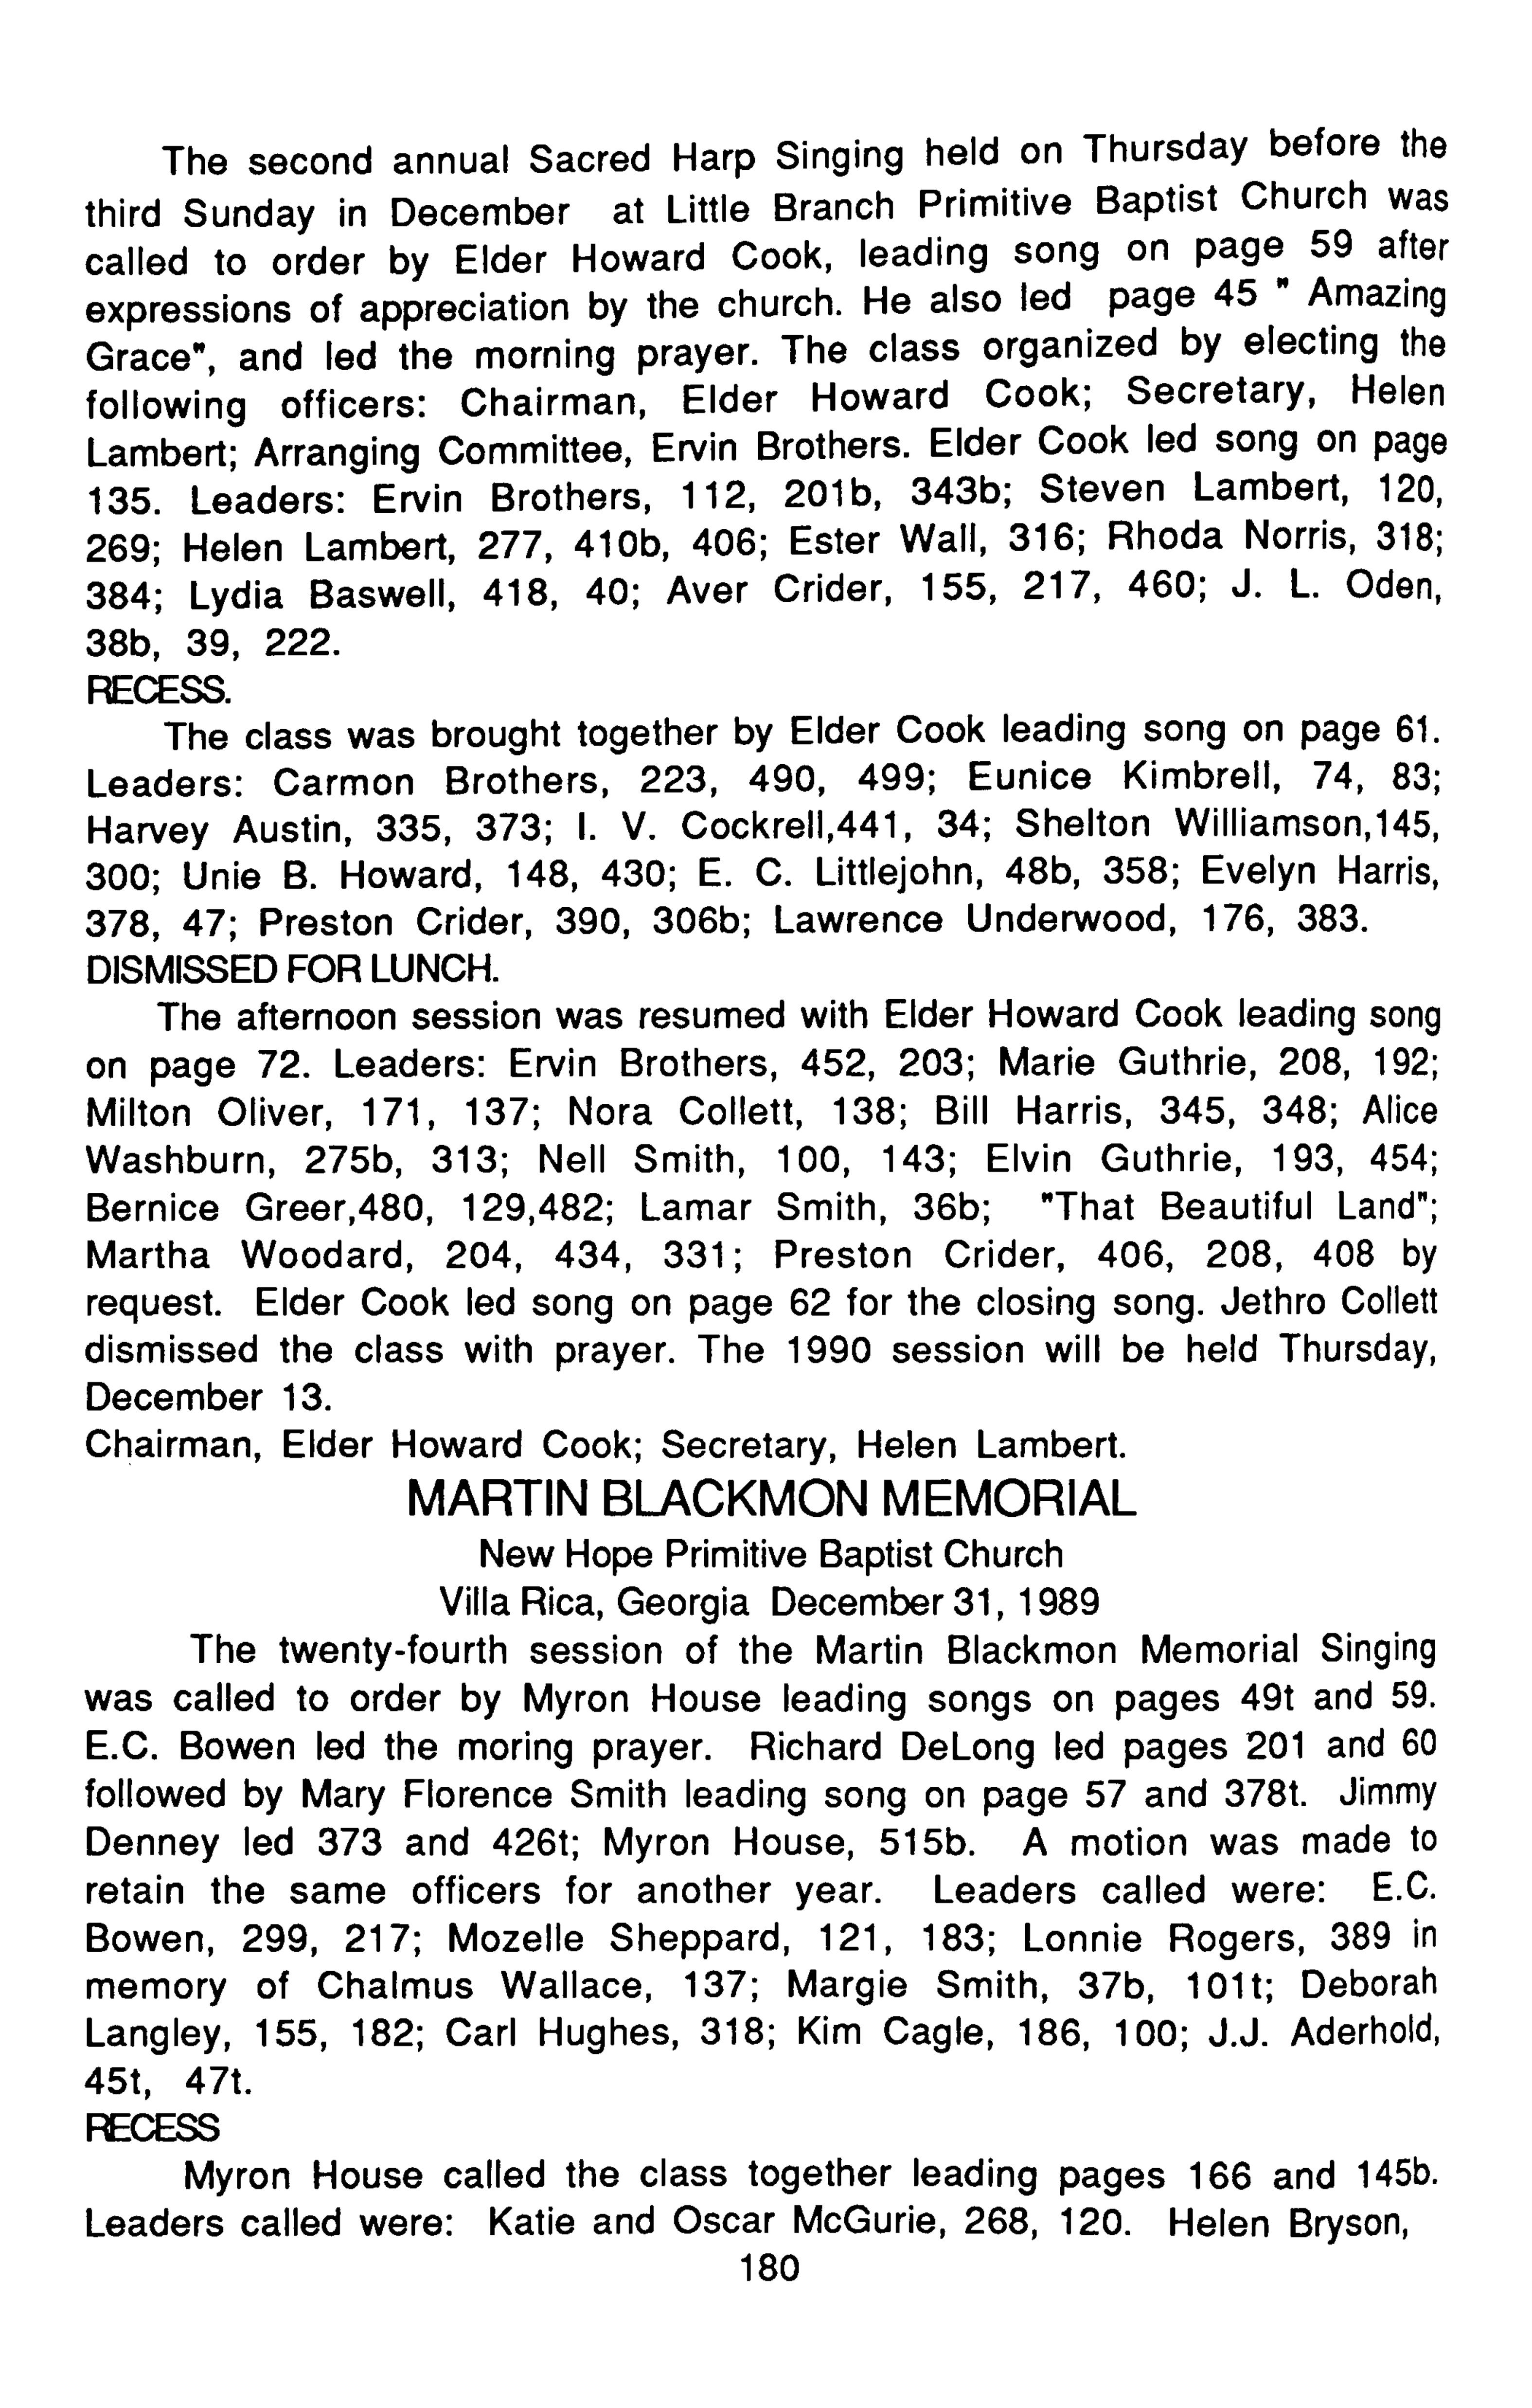 The second annual Sacred Harp Singing held on Thursday before the
third Sunday in December at Little Branch Primitive Baptist Church was
called to order by Elder Howard Cook, leading song on page 59 after
expressions of appreciation by the church. He also led page 45 " Amazing
Grace", and led the morning prayer. The class organized by electing the
following officers: Chairman, Elder Howard Cook; Secretary, Helen
Lambert; Arranging Committee, Ervin Brothers. Elder Cook led song on page
135. Leaders: Ervin Brothers, 112, 201b, 343b; Steven Lambert, 120,
269; Helen Lambert, 277, 410b, 406; Ester Wall, 316; Rhoda Norris, 318;
384; Lydia Baswell, 418, 40; Aver Crider, 155, 217, 460; J. L. Oden,
38b, 39, 222.
RECESS.
The class was brought together by Elder Cook leading song on page 61.
Leaders: Carmon Brothers, 223, 490, 499; Eunice Kimbrell, 74, 83;
Harvey Austin, 335, 373; I. V. Cockrell,441, 34; Shelton Williamson,145,
300; Unie B. Howard, 148, 430; E. C. Littlejohn, 48b, 358; Evelyn Harris,
378, 47; Preston Crider, 390, 306b; Lawrence Underwood, 176, 383.
DISMISSED FOR LUNCH.
The afternoon session was resumed with Elder Howard Cook leading song
on page 72. Leaders: Ervin Brothers, 452, 203; Marie Guthrie, 208, 192;
Milton Oliver, 171, 137; Nora Collett, 138; Bill Harris, 345, 348; Alice
Washburn, 275b, 313; Nell Smith, 100, 143; Elvin Guthrie, 193, 454;
Bernice Greer,480, 129,482; Lamar Smith, 36b; "That Beautiful Land";
Martha Woodard, 204, 434, 331; Preston Crider, 406, 208, 408 by
request. Elder Cook led song on page 62 for the closing song. Jethro Collett
dismissed the class with prayer. The 1990 session will be held Thursday,
December 13.
Chairman, Elder Howard Cook; Secretary, Helen Lambert.
MARTIN BLACKMON MEMORIAL
New Hope Primitive Baptist Church
Villa Rica, Georgia December 31, 1989
The twenty-fourth session of the Martin Blackmon Memorial Singing
was called to order by Myron House leading songs on pages 49t and 59.
E.C. Bowen led the moring prayer. Richard DeLong led pages 201 and 60
followed by Mary Florence Smith leading song on page 57 and 378t. Jimmy
Denney led 373 and 426t; Myron House, 515b. A motion was made to
retain the same officers for another year. Leaders called were: E.C.
Bowen, 299, 217; Mozelle Sheppard, 121, 183; Lonnie Rogers, 389 in
memory of Chalmus Wallace, 137; Margie Smith, 37b, 101t; Deborah
Langley, 155, 182; Carl Hughes, 318; Kim Cagle, 186, 100; J.J. Aderhold,
45t, 47t.
RECESS
Myron House called the class together leading pages 166 and 145b.
Leaders called were: Katie and Oscar McGurie, 268, 120. Helen Bryson,
180